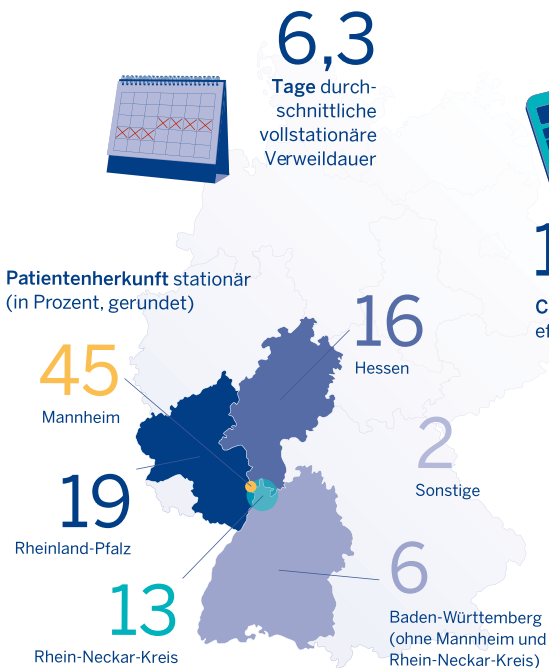 6,3
Tage durch-
schnittliche
vollstationäre
Verweildauer
Patientenherkunft stationär
(in Prozent, gerundet)
45
Mannheim
16
Hessen
2
Sonstige
19
Rheinland-Pfalz
13
Rhein-Neckar-Kreis
6
Baden-Württemberg
(ohne Mannheim und
Rhein-Neckar-Kreis)